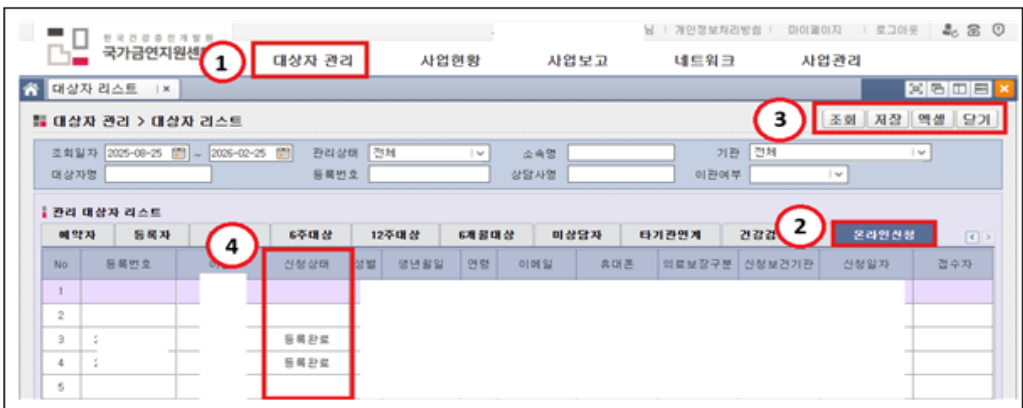 한국건강증진개발원
국가금연지원센
님 | 개인정보처리방침 | 마이페이지 | 로그아웃
1 대상자 관리 사업현황 사업보고 네트워크 사업관리
대상자 리스트
대상자 관리 > 대상자 리스트
3 조회 저장 엑셀 닫기
조회일자 2025-08-25 ~ 2026-02-25 관리상태 전체 소속명 기관 전체
대상자명 등록번호 상담사명 이관여부
관리 대상자 리스트
예약자 등록자 4 6주대상 12주대상 6개월대상 미상담자 타기관연계 건강검 2 온라인신청
No 등록번호 신청상태 성별 생년월일 연령 이메일 휴대폰 의료보장구분 신청보건기관 신청일자 접수자
1
2
3 등록완료
4 등록완료
5